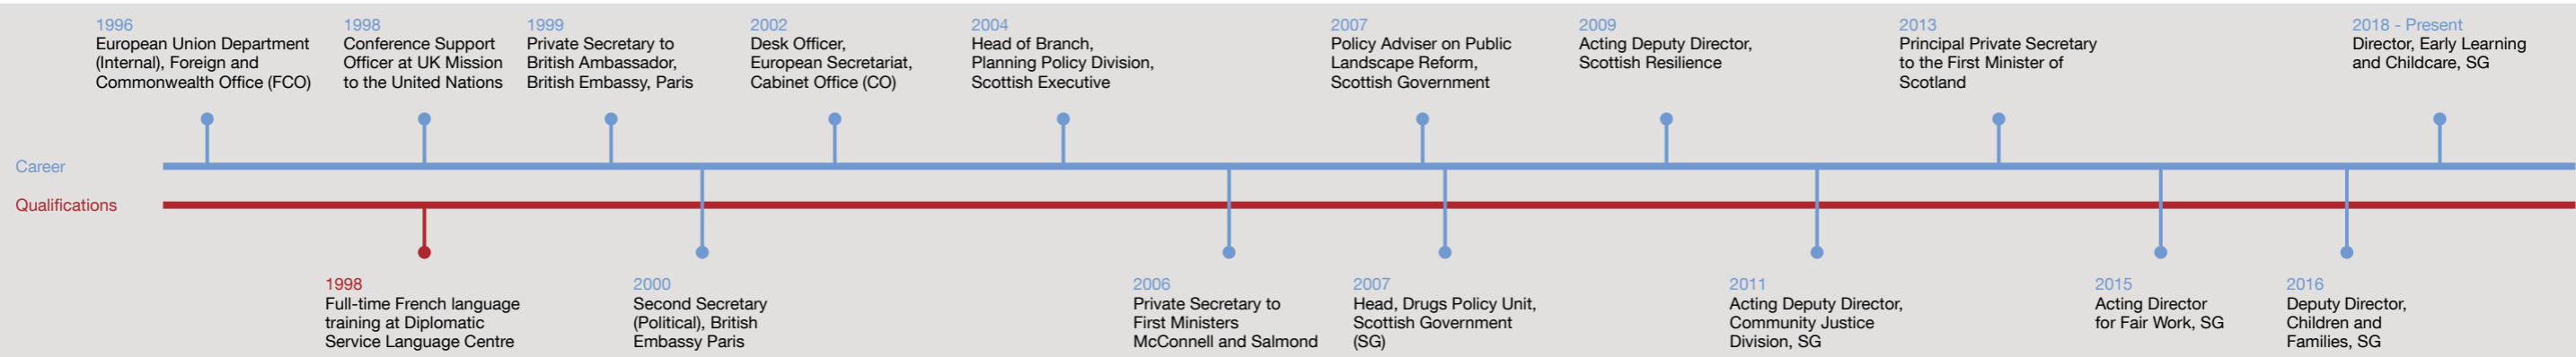 1996
European Union Department
(Internal), Foreign and
Commonwealth Office (FCO)
1998
Conference Support
Officer at UK Mission
to the United Nations
1999
Private Secretary to
British Ambassador,
British Embassy, Paris
2002
Desk Officer,
European Secretariat,
Cabinet Office (CO)
2004
Head of Branch,
Planning Policy Division,
Scottish Executive
2007
Policy Adviser on Public
Landscape Reform,
Scottish Government
2009
Acting Deputy Director,
Scottish Resilience
2013
Principal Private Secretary
to the First Minister of
Scotland
2018 - Present
Director, Early Learning
and Childcare, SG
Career
Qualifications
1998
Full-time French language
training at Diplomatic
Service Language Centre
2000
Second Secretary
(Political), British
Embassy Paris
2006
Private Secretary to
First Ministers
McConnell and Salmond
2007
Head, Drugs Policy Unit,
Scottish Government
(SG)
2011
Acting Deputy Director,
Community Justice
Division, SG
2015
Acting Director
for Fair Work, SG
2016
Deputy Director,
Children and
Families, SG